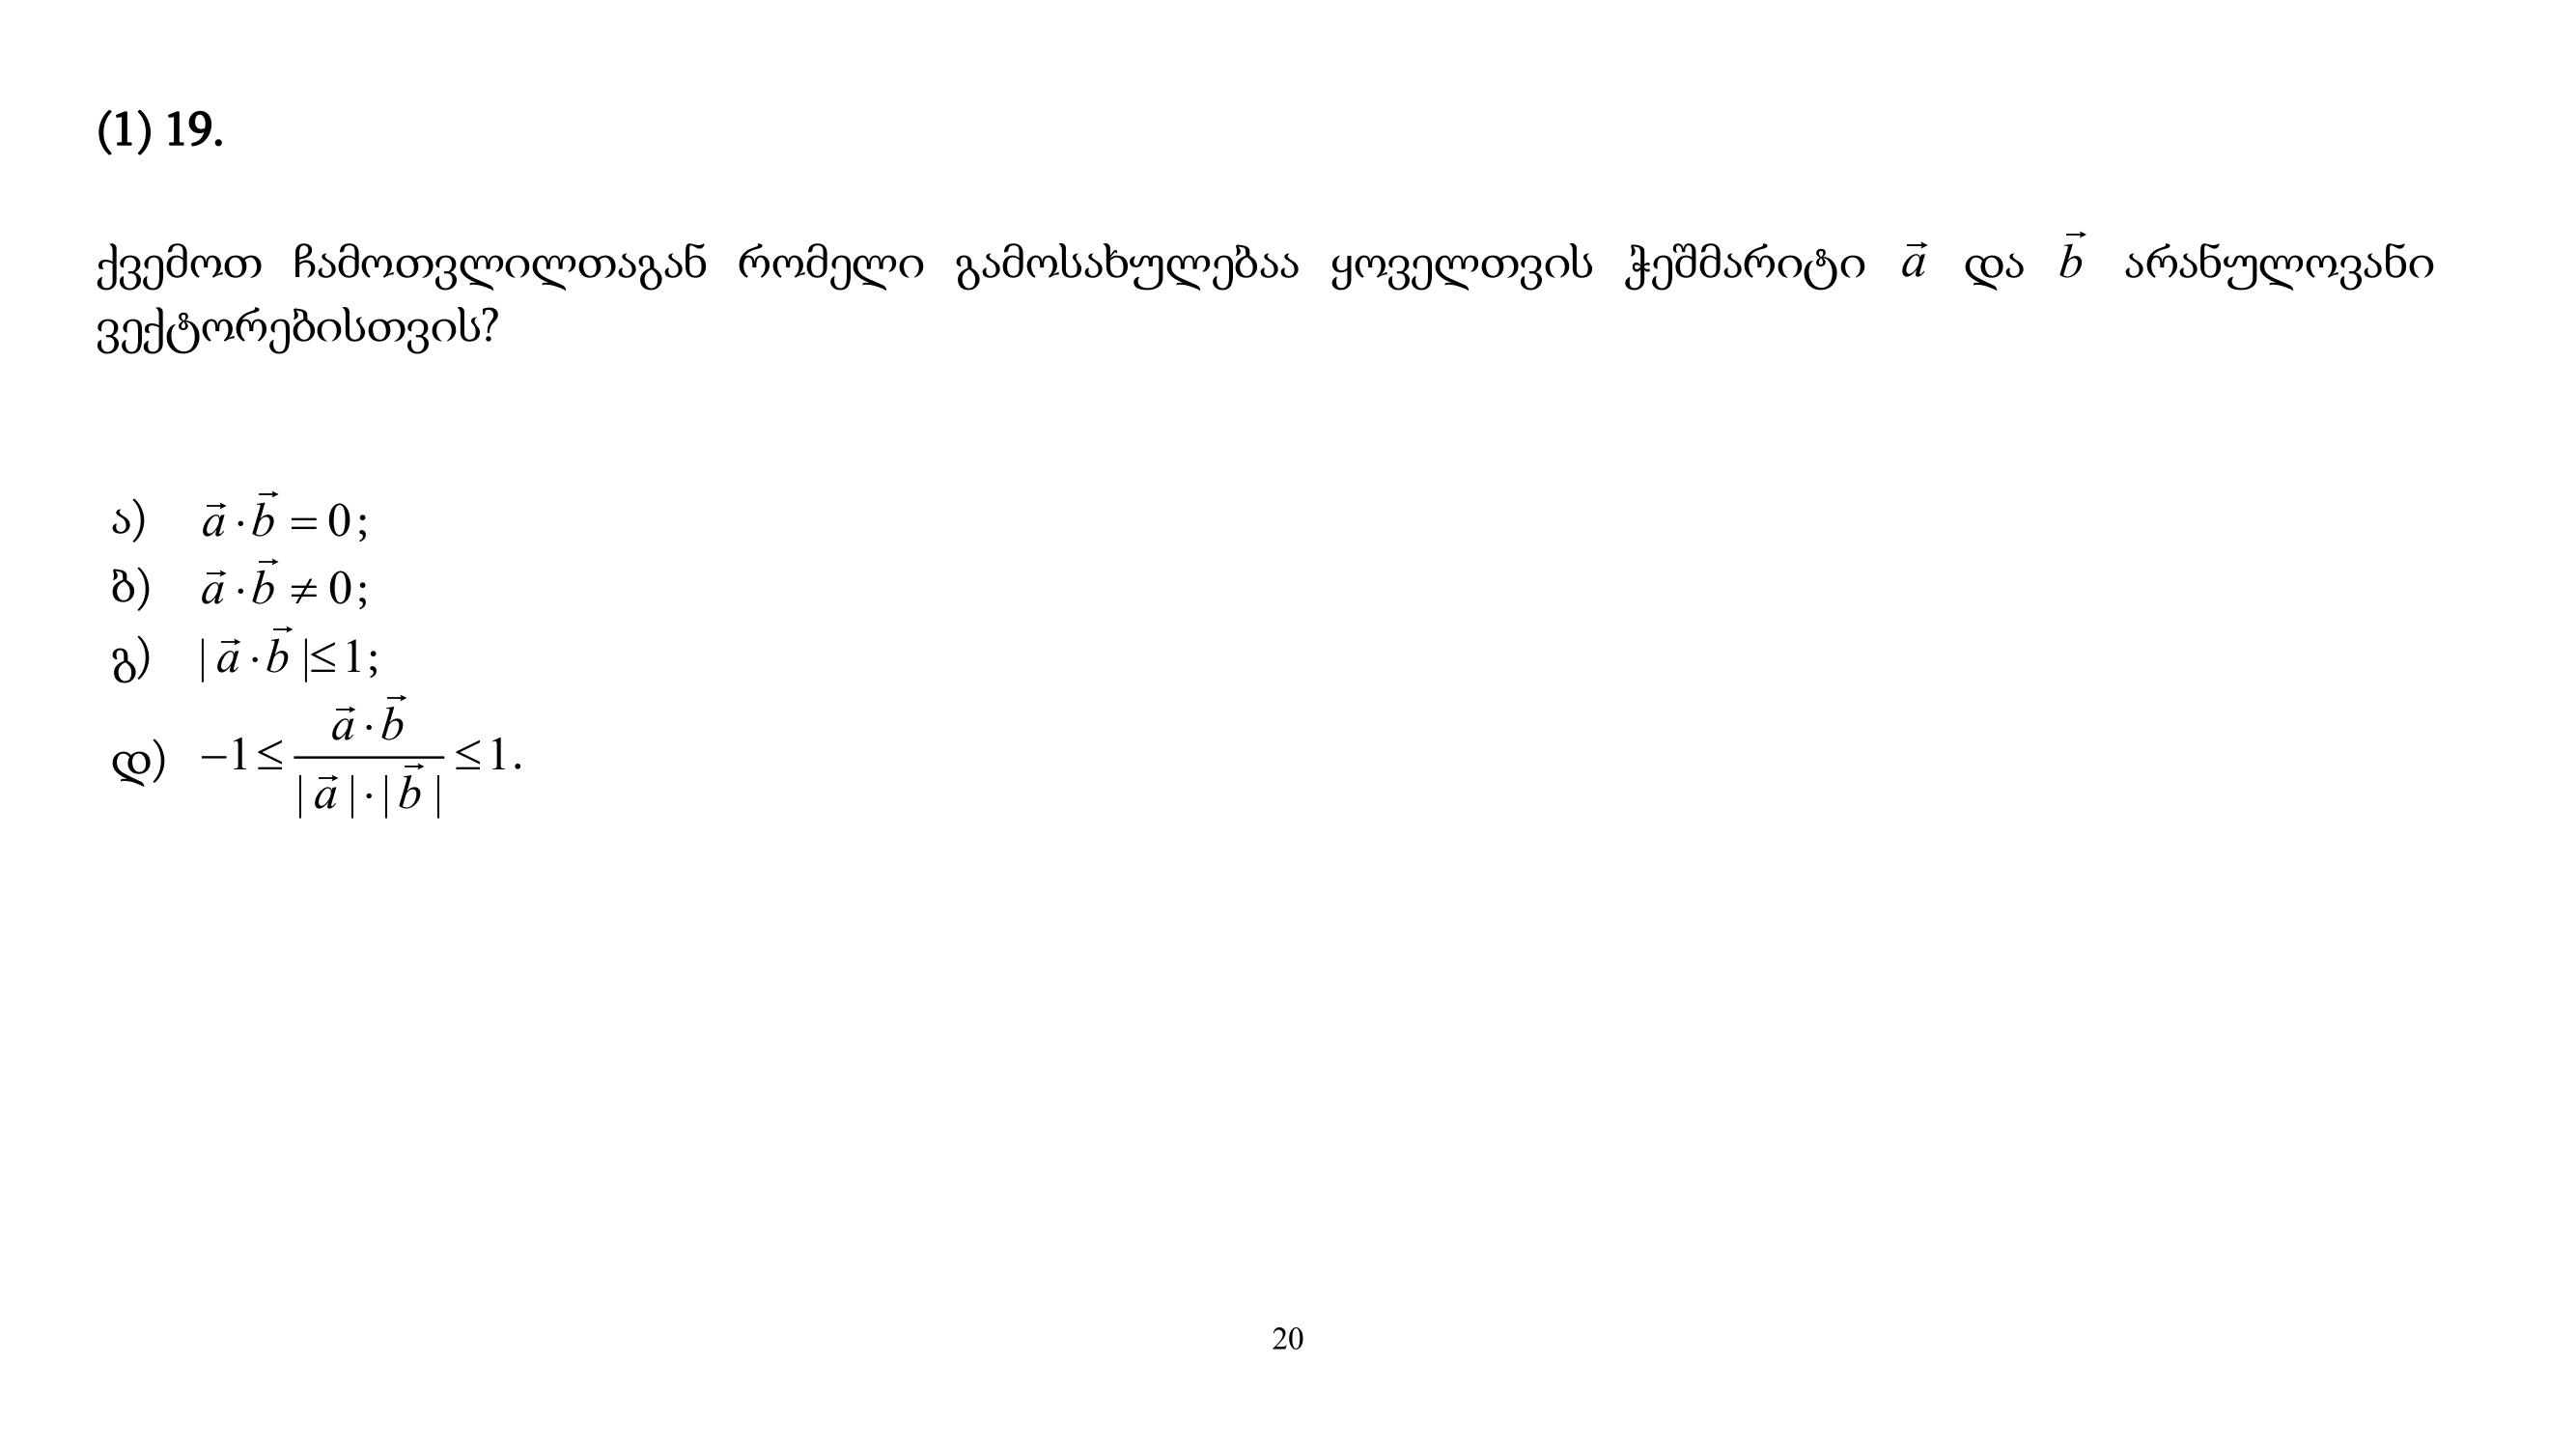 (1) 19.
ქვემოთ ჩამოთვლილთაგან რომელი გამოსახულებაა ყოველთვის ჭეშმარიტი $\vec{a}$ და $\vec{b}$ არანულოვანი
ვექტორებისთვის?
ა) $\vec{a} \cdot \vec{b} = 0$;
ბ) $\vec{a} \cdot \vec{b} \neq 0$;
გ) $|\vec{a} \cdot \vec{b}| \leq 1$;
დ) $-1 \leq \frac{\vec{a} \cdot \vec{b}}{|\vec{a}| \cdot |\vec{b}|} \leq 1$.
20